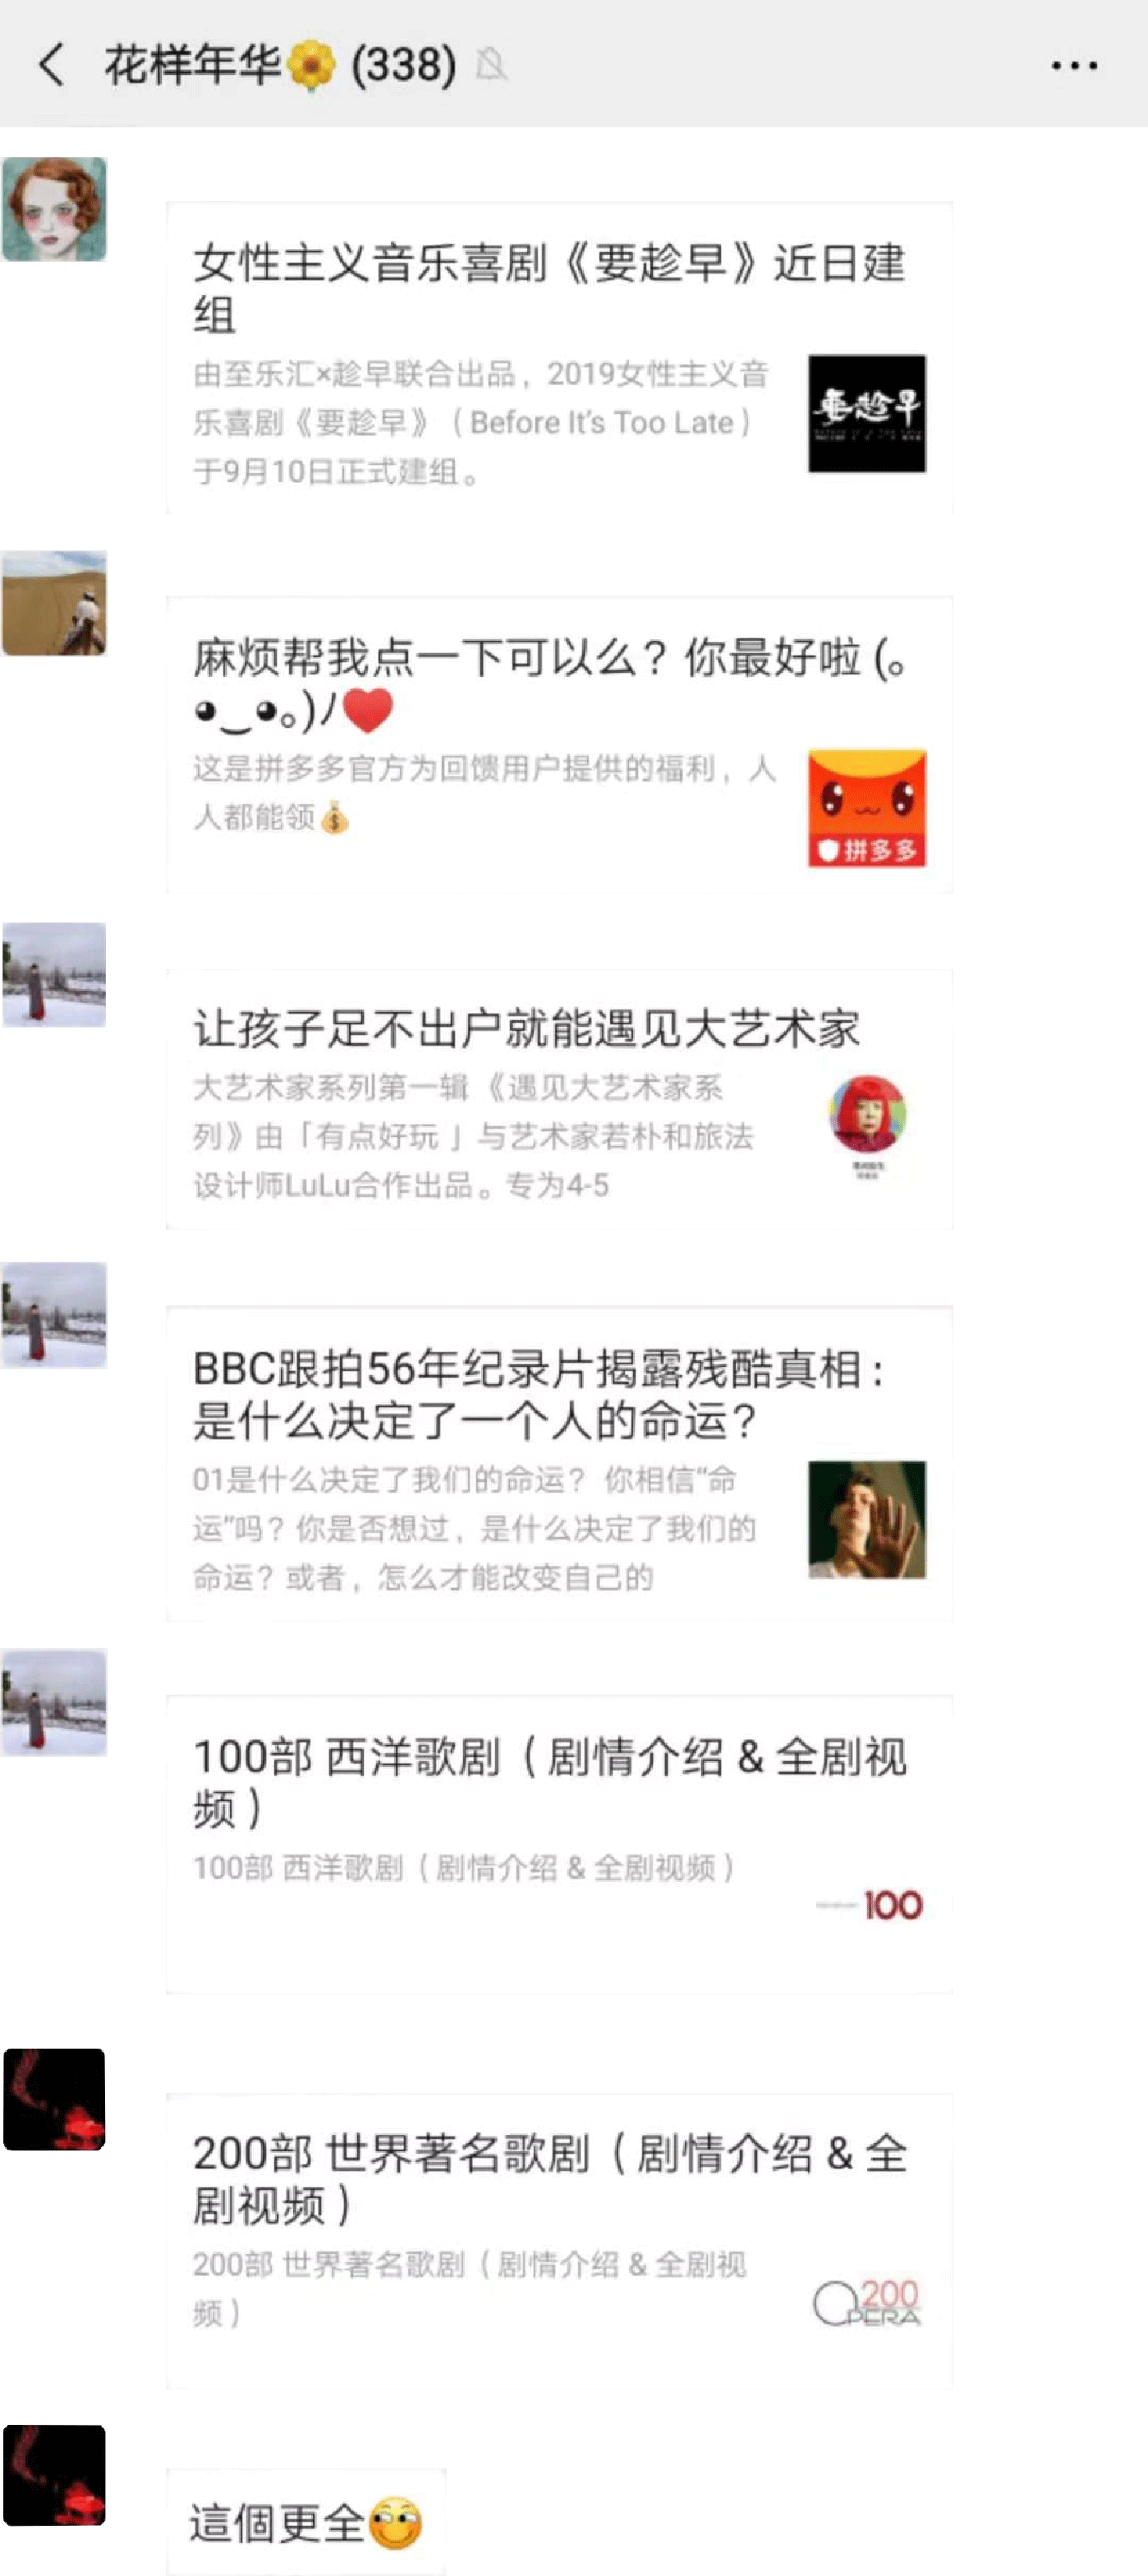 花样年华🌼 (338)
女性主义音乐喜剧《要趁早》近日建
组
由至乐汇×趁早联合出品，2019女性主义音
乐喜剧《要趁早》（Before It’s Too Late）
于9月10日正式建组。
要趁早
麻烦帮我点一下可以么？你最好啦 (。
◕‿◕。)ﾉ❤️
这是拼多多官方为回馈用户提供的福利，人
人都能领💰
拼多多
让孩子足不出户就能遇见大艺术家
大艺术家系列第一辑 《遇见大艺术家系
列》由「有点好玩 」与艺术家若朴和旅法
设计师LuLu合作出品。专为4-5
BBC跟拍56年纪录片揭露残酷真相：
是什么决定了一个人的命运？
01是什么决定了我们的命运？ 你相信“命
运”吗？你是否想过，是什么决定了我们的
命运？或者，怎么才能改变自己的
100部 西洋歌剧（剧情介绍 & 全剧视
频）
100部 西洋歌剧（剧情介绍 & 全剧视频）
100
200部 世界著名歌剧（剧情介绍 & 全
剧视频）
200部 世界著名歌剧（剧情介绍 & 全剧视
频）
200
OPERA
這個更全🙄